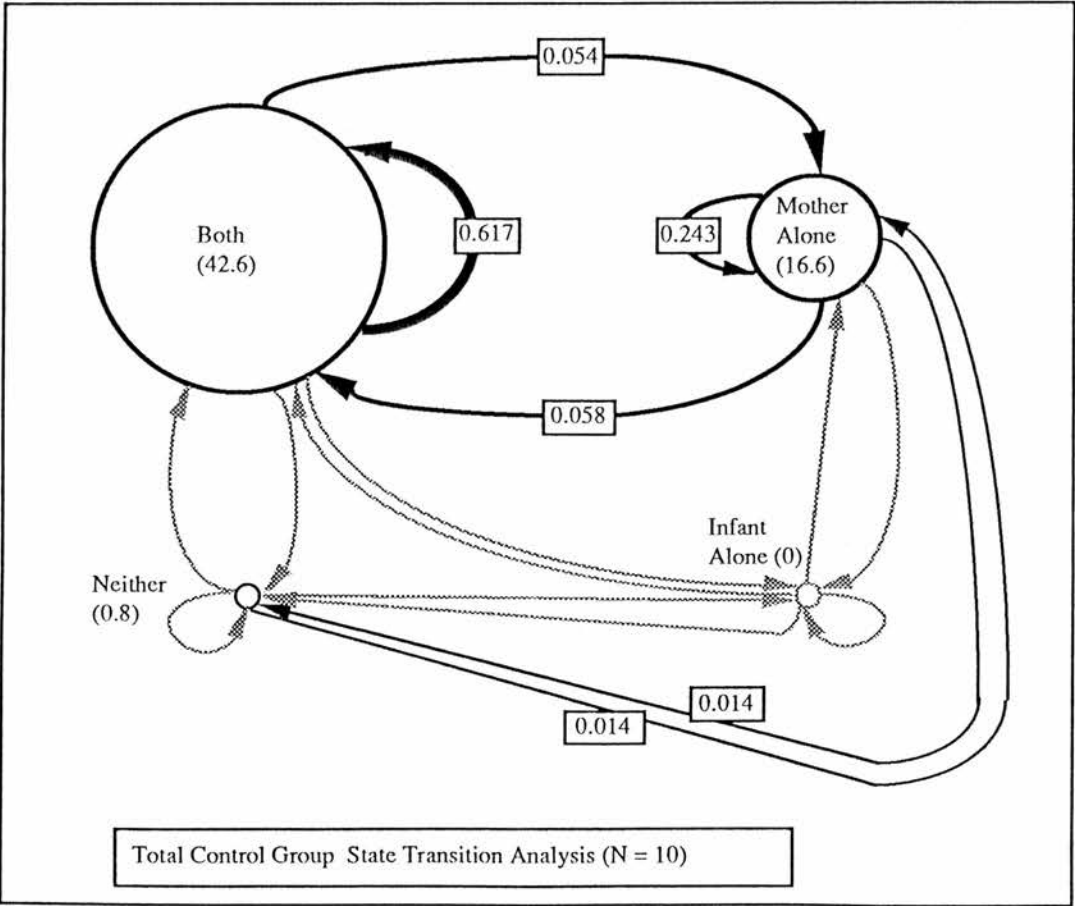 0.054
Both
(42.6)
0.617
0.243
Mother
Alone
(16.6)
0.058
Infant
Alone (0)
Neither
(0.8)
0.014
0.014
Total Control Group State Transition Analysis (N = 10)